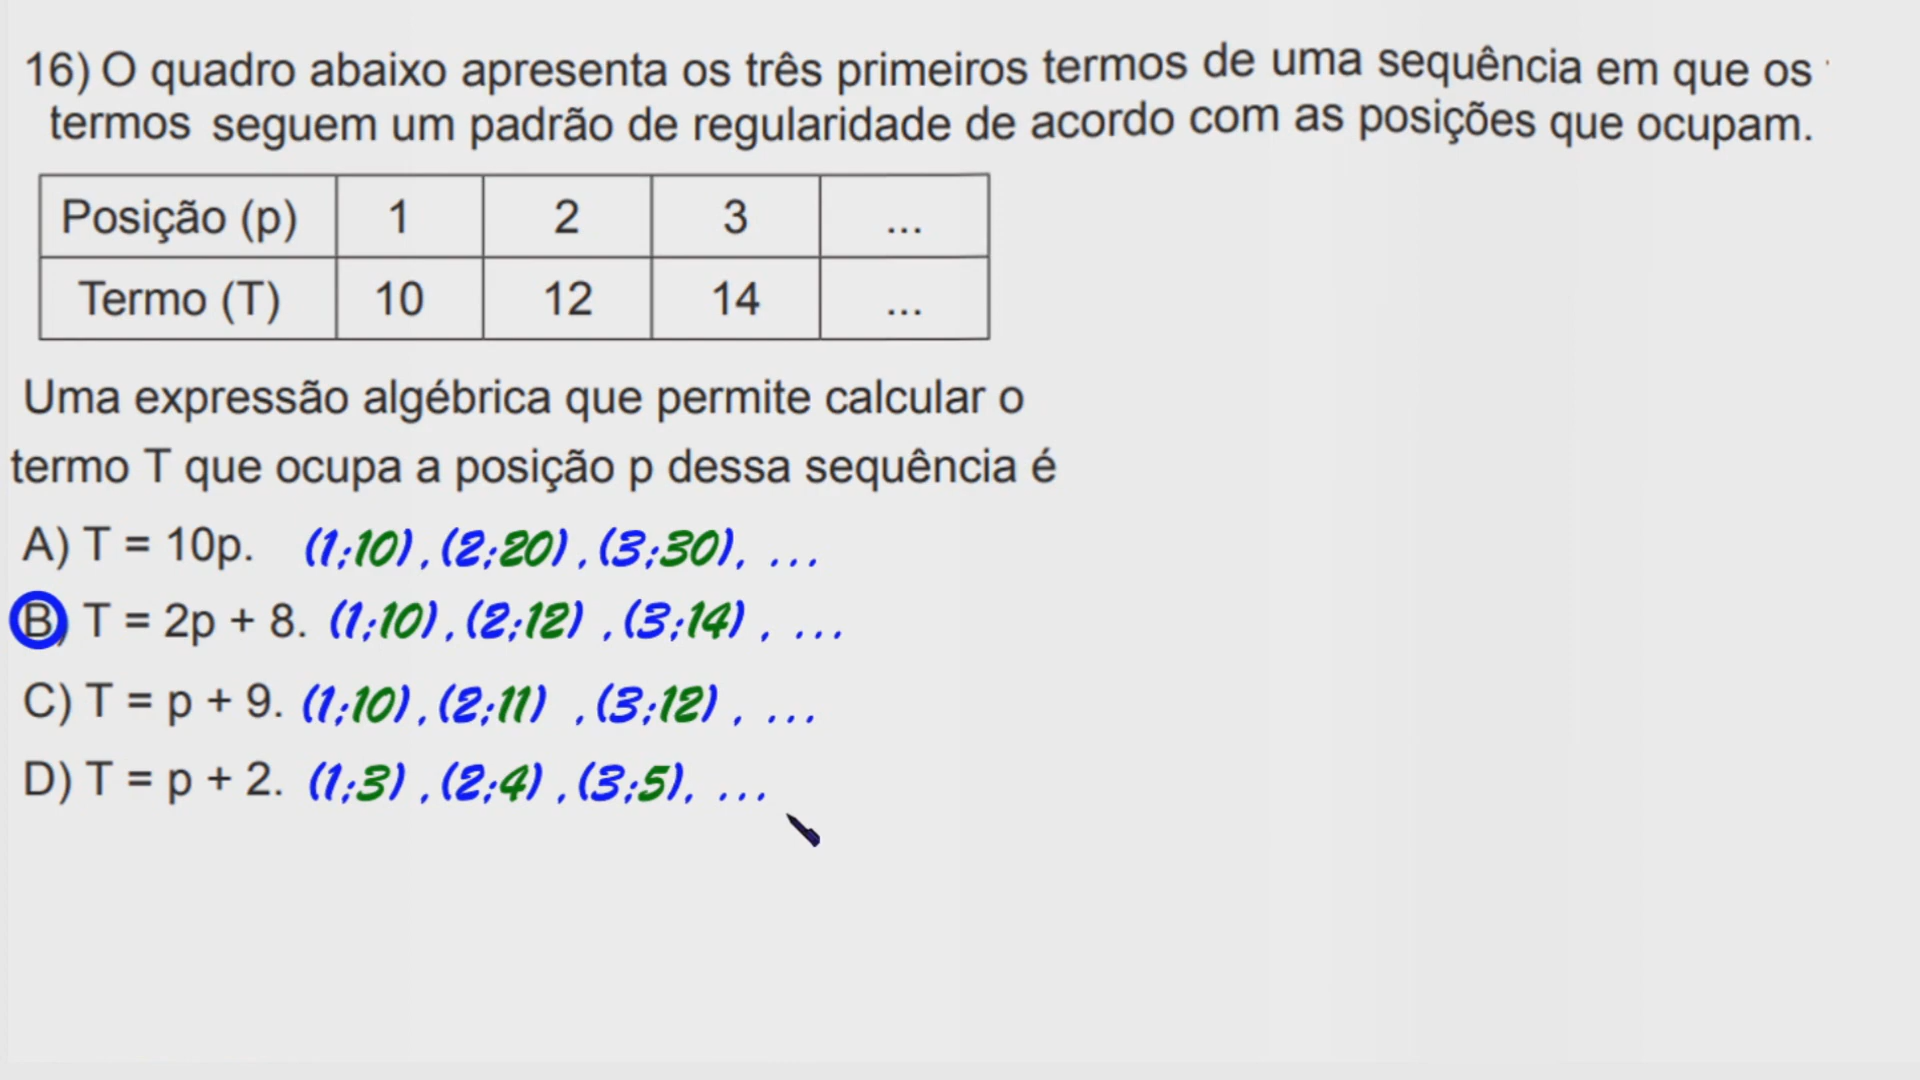 16) O quadro abaixo apresenta os três primeiros termos de uma sequência em que os
termos seguem um padrão de regularidade de acordo com as posições que ocupam.
Posição (p) 1 2 3 ...
Termo (T) 10 12 14 ...
Uma expressão algébrica que permite calcular o
termo T que ocupa a posição p dessa sequência é
A) T = 10p. (1;10), (2;20), (3;30), ...
B) T = 2p + 8. (1;10), (2;12), (3;14), ...
C) T = p + 9. (1;10), (2;11), (3;12), ...
D) T = p + 2. (1;3), (2;4), (3;5), ...